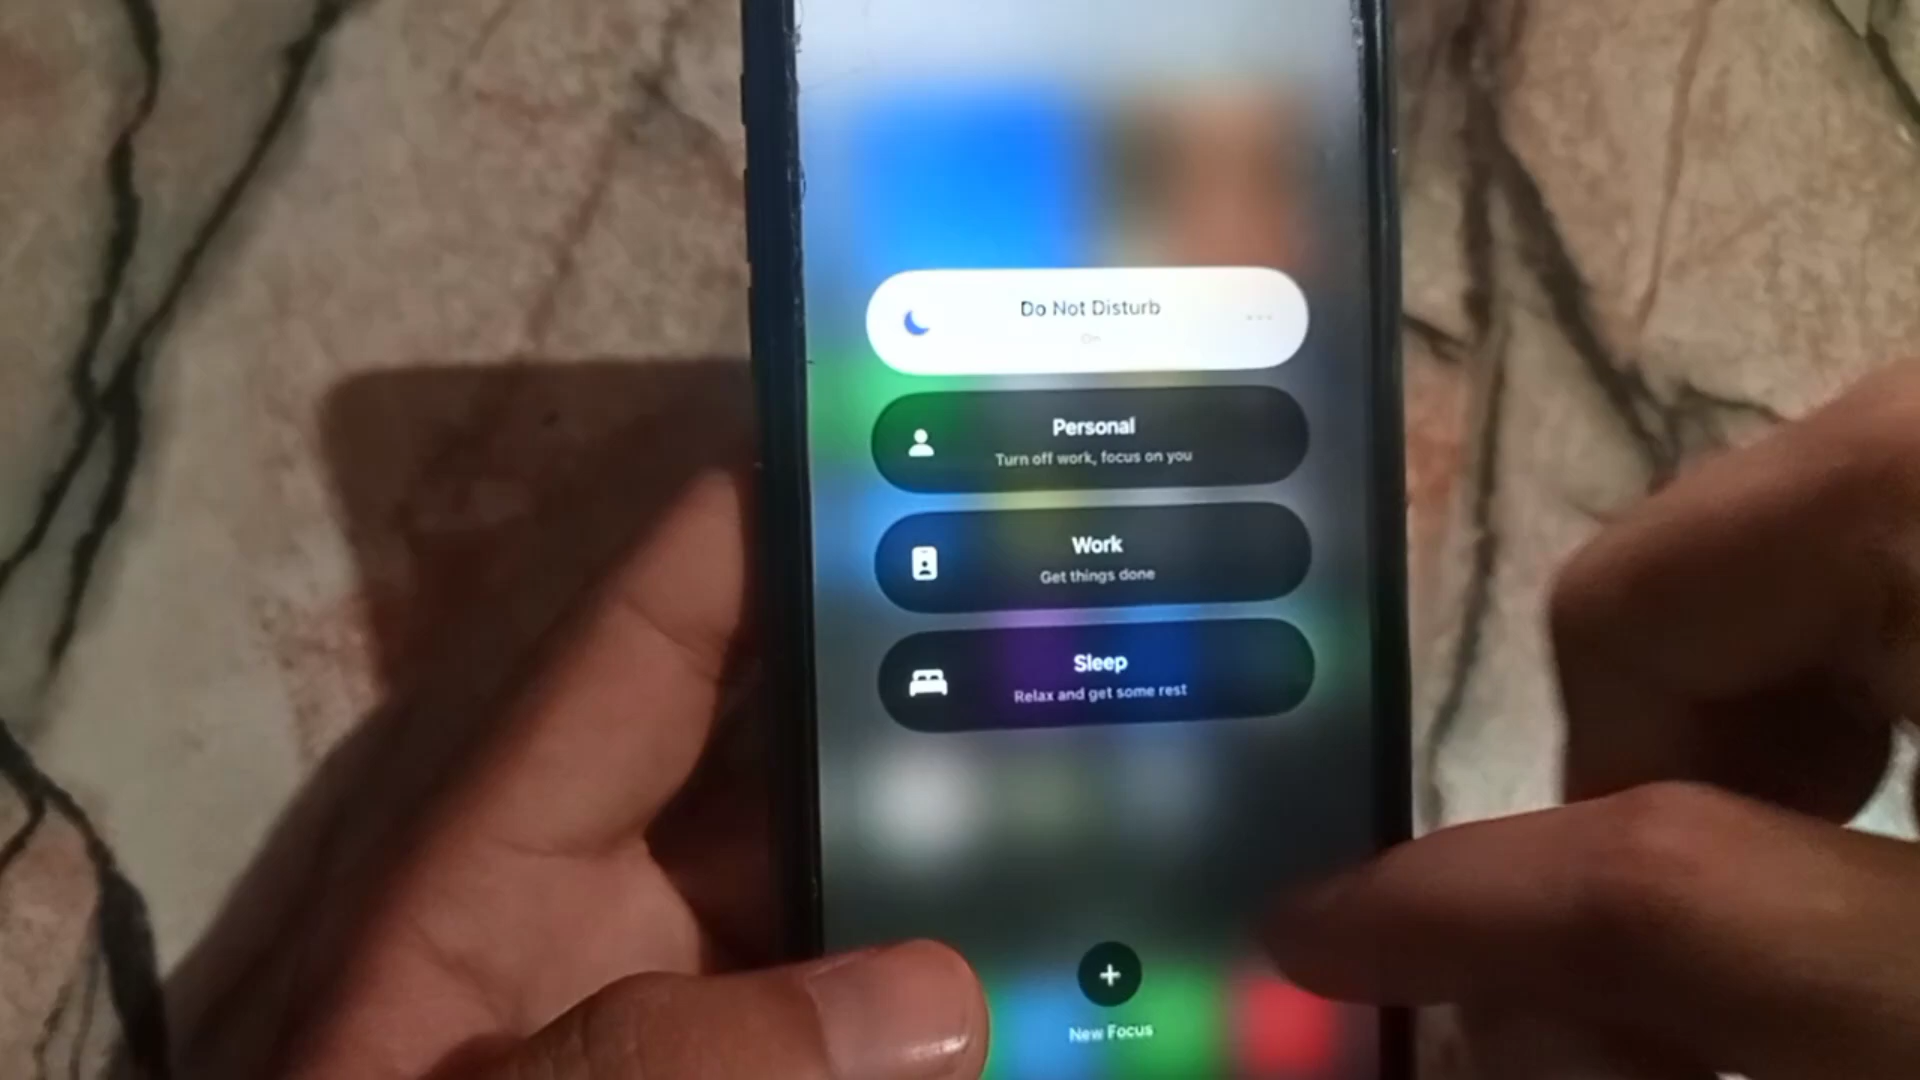 Do Not Disturb
On
Personal
Turn off work, focus on you
Work
Get things done
Sleep
Relax and get some rest
New Focus